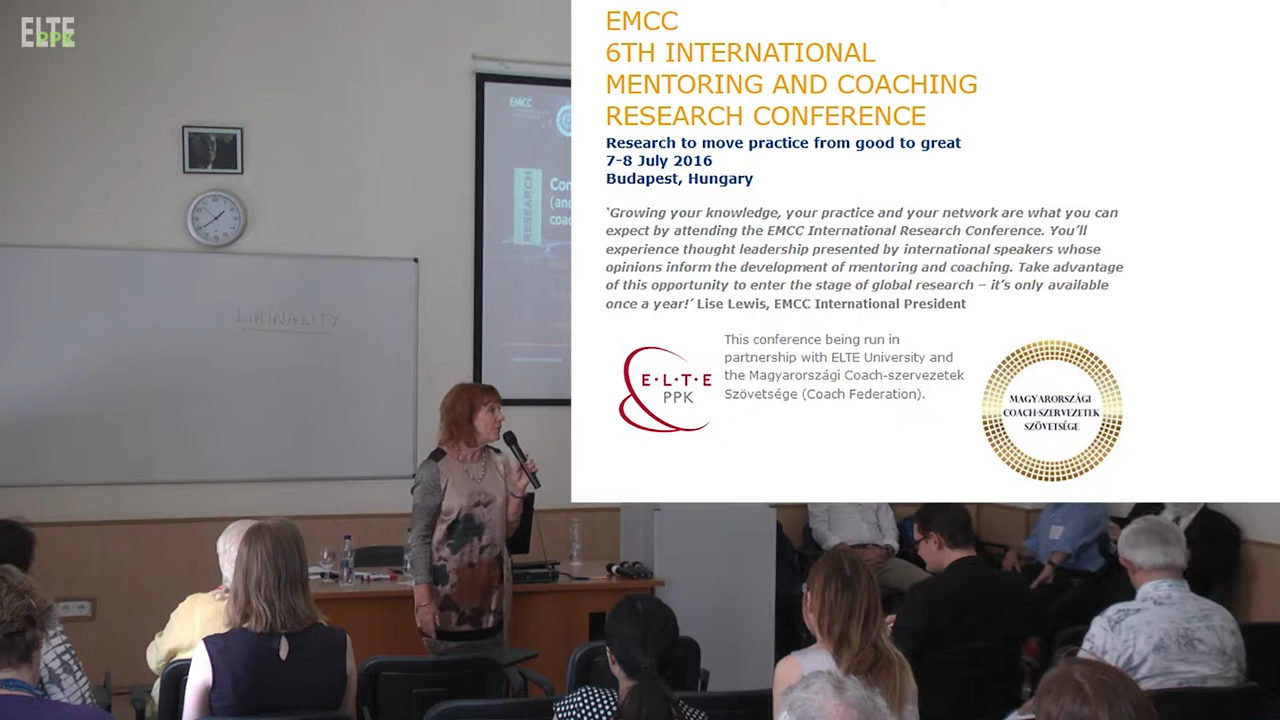 ELTE
PPK
EMCC
6TH INTERNATIONAL
MENTORING AND COACHING
RESEARCH CONFERENCE
Research to move practice from good to great
7-8 July 2016
Budapest, Hungary
‘Growing your knowledge, your practice and your network are what you can
expect by attending the EMCC International Research Conference. You’ll
experience thought leadership presented by international speakers whose
opinions inform the development of mentoring and coaching. Take advantage
of this opportunity to enter the stage of global research – it’s only available
once a year!’ Lise Lewis, EMCC International President
This conference being run in
partnership with ELTE University and
the Magyarországi Coach-szervezetek
Szövetsége (Coach Federation).
E·L·T·E
PPK
MAGYARORSZÁGI
COACH-SZERVEZETEK
SZÖVETSÉGE
EMCC
RESEARCH
Con
(and
coac
LIMINALITY